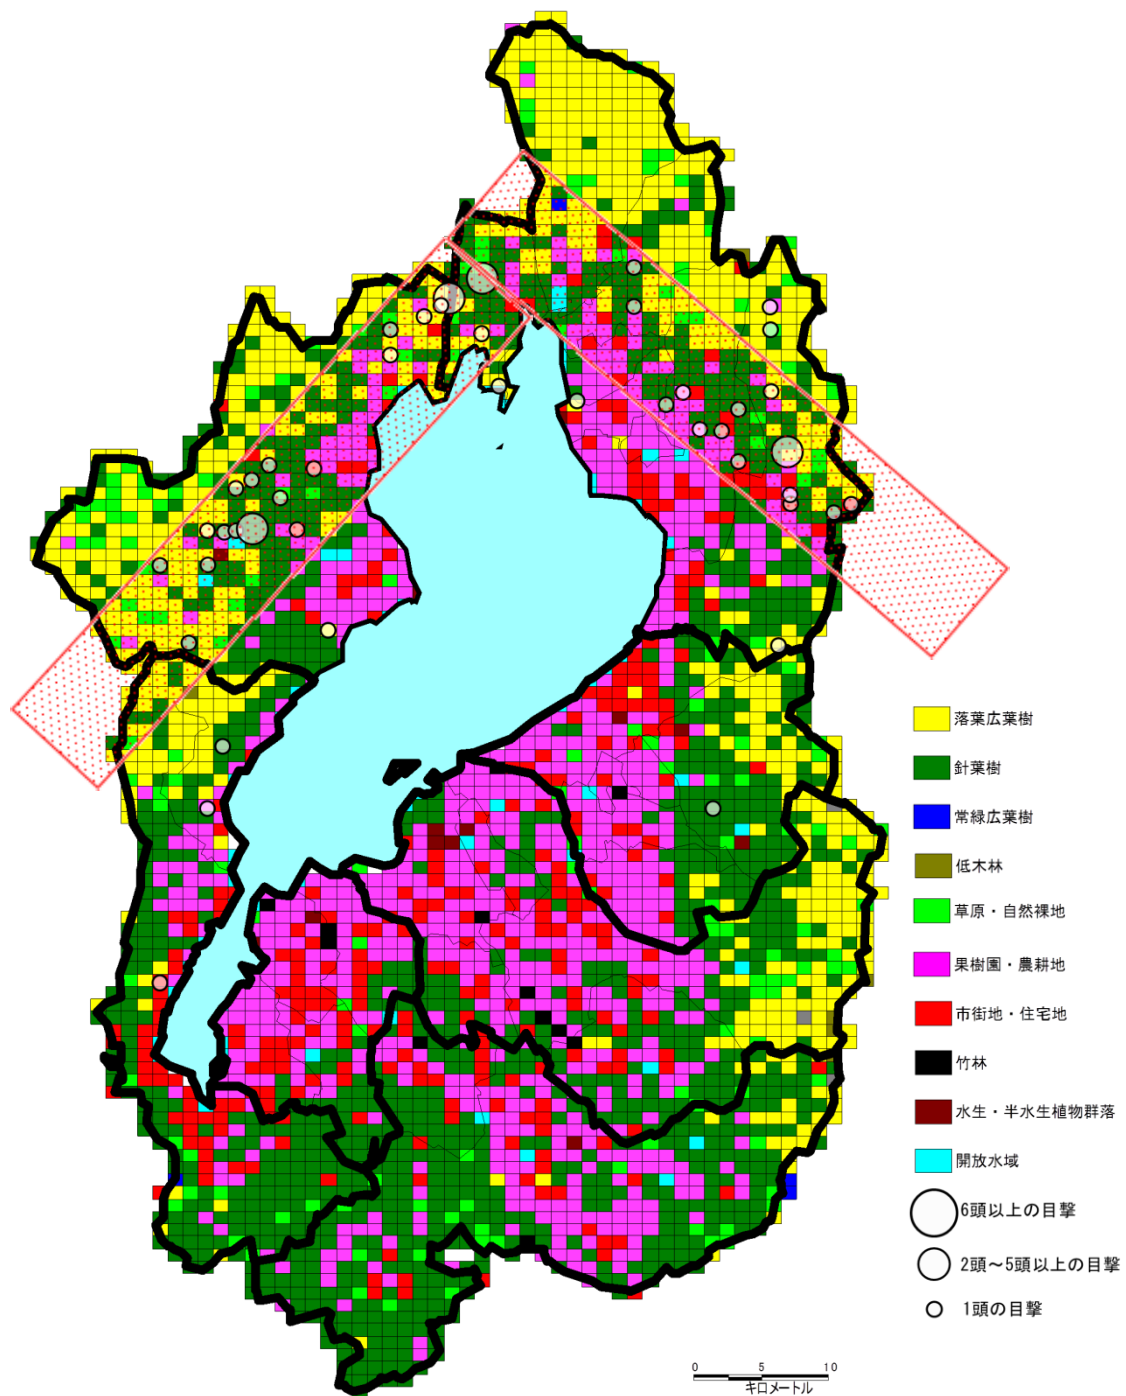 落葉広葉樹
針葉樹
常緑広葉樹
低木林
草原・自然裸地
果樹園・農耕地
市街地・住宅地
竹林
水生・半水生植物群落
開放水域
6頭以上の目撃
2頭～5頭以上の目撃
1頭の目撃
0 5 10
キロメートル